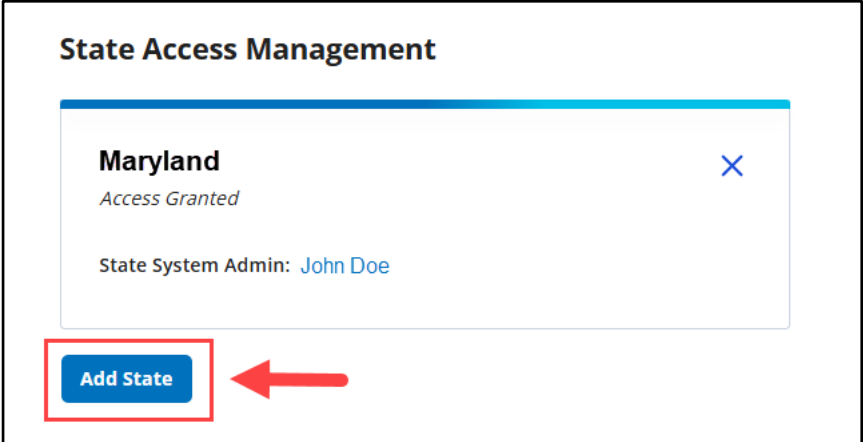 State Access Management
Maryland
Access Granted
State System Admin: John Doe
Add State